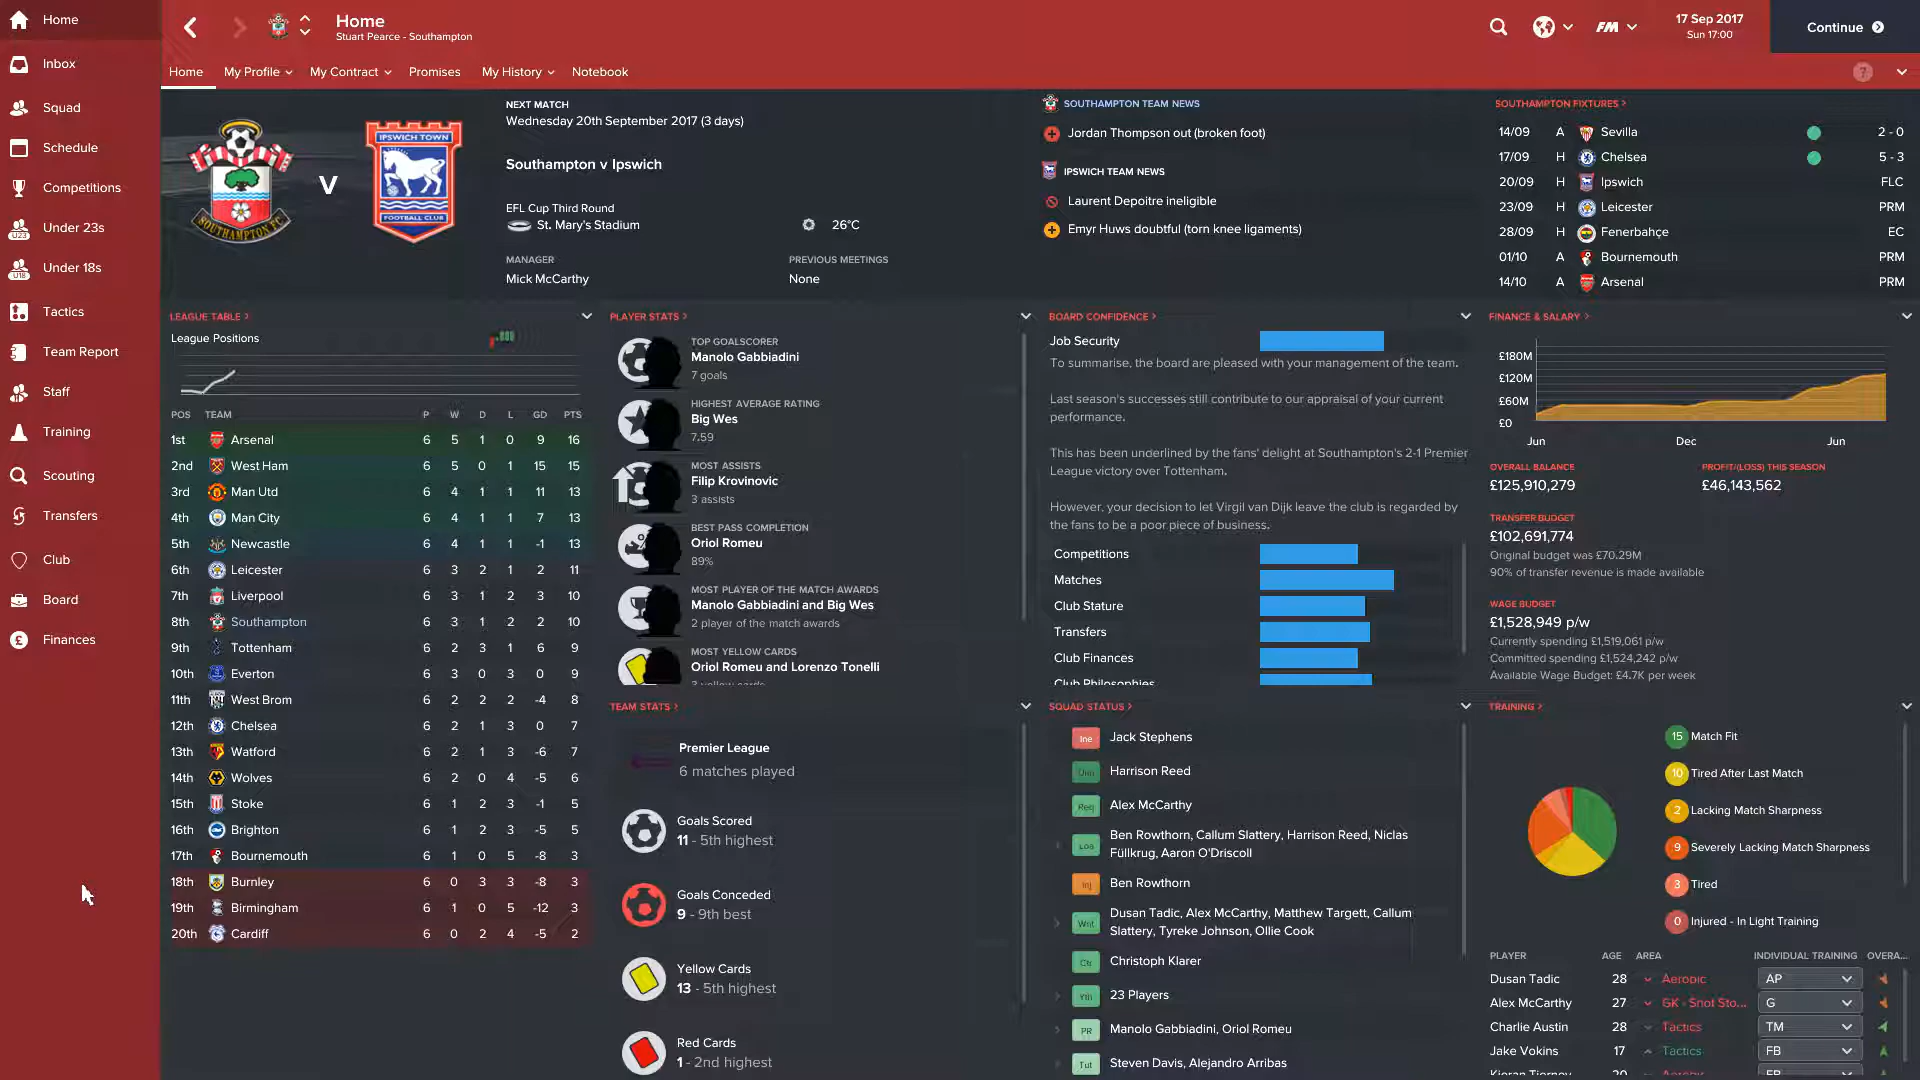 Home
Inbox
Squad
Schedule
Competitions
Under 23s
Under 18s
Tactics
Team Report
Staff
Training
Scouting
Transfers
Club
Board
Finances
Home
Stuart Pearce - Southampton
17 Sep 2017
Sun 17:00
Continue
FM
Home My Profile My Contract Promises My History Notebook
?
IPSWICH TOWN
FOOTBALL CLUB
SOUTHAMPTON FC
V
NEXT MATCH
Wednesday 20th September 2017 (3 days)
Southampton v Ipswich
EFL Cup Third Round
St. Mary's Stadium 26°C
MANAGER PREVIOUS MEETINGS
Mick McCarthy None
SOUTHAMPTON TEAM NEWS
Jordan Thompson out (broken foot)
IPSWICH TEAM NEWS
Laurent Depoitre ineligible
Emyr Huws doubtful (torn knee ligaments)
SOUTHAMPTON FIXTURES >
14/09 A Sevilla 2 - 0
17/09 H Chelsea 5 - 3
20/09 H Ipswich FLC
23/09 H Leicester PRM
28/09 H Fenerbahçe EC
01/10 A Bournemouth PRM
14/10 A Arsenal PRM
LEAGUE TABLE >
League Positions
POS TEAM P W D L GD PTS
1st Arsenal 6 5 1 0 9 16
2nd West Ham 6 5 0 1 15 15
3rd Man Utd 6 4 1 1 11 13
4th Man City 6 4 1 1 7 13
5th Newcastle 6 4 1 1 -1 13
6th Leicester 6 3 2 1 2 11
7th Liverpool 6 3 1 2 3 10
8th Southampton 6 3 1 2 2 10
9th Tottenham 6 2 3 1 6 9
10th Everton 6 3 0 3 0 9
11th West Brom 6 2 2 2 -4 8
12th Chelsea 6 2 1 3 0 7
13th Watford 6 2 1 3 -6 7
14th Wolves 6 2 0 4 -5 6
15th Stoke 6 1 2 3 -1 5
16th Brighton 6 1 2 3 -5 5
17th Bournemouth 6 1 0 5 -8 3
18th Burnley 6 0 3 3 -8 3
19th Birmingham 6 1 0 5 -12 3
20th Cardiff 6 0 2 4 -5 2
PLAYER STATS >
TOP GOALSCORER
Manolo Gabbiadini
7 goals
HIGHEST AVERAGE RATING
Big Wes
7.59
MOST ASSISTS
Filip Krovinovic
3 assists
BEST PASS COMPLETION
Oriol Romeu
89%
MOST PLAYER OF THE MATCH AWARDS
Manolo Gabbiadini and Big Wes
2 player of the match awards
MOST YELLOW CARDS
Oriol Romeu and Lorenzo Tonelli
3 yellow cards
TEAM STATS >
Premier League
6 matches played
Goals Scored
11 - 5th highest
Goals Conceded
9 - 9th best
Yellow Cards
13 - 5th highest
Red Cards
1 - 2nd highest
BOARD CONFIDENCE >
Job Security
To summarise, the board are pleased with your management of the team.
Last season's successes still contribute to our appraisal of your current
performance.
This has been underlined by the fans' delight at Southampton's 2-1 Premier
League victory over Tottenham.
However, your decision to let Virgil van Dijk leave the club is regarded by
the fans to be a poor piece of business.
Competitions
Matches
Club Stature
Transfers
Club Finances
Club Philosophies
SQUAD STATUS >
Ine Jack Stephens
Harrison Reed
Req Alex McCarthy
Ben Rowthorn, Callum Slattery, Harrison Reed, Niclas
Loa Füllkrug, Aaron O'Driscoll
Inj Ben Rowthorn
Dusan Tadic, Alex McCarthy, Matthew Targett, Callum
Wnt Slattery, Tyreke Johnson, Ollie Cook
Ctr Christoph Klarer
Yth 23 Players
PR Manolo Gabbiadini, Oriol Romeu
Tut Steven Davis, Alejandro Arribas
FINANCE & SALARY >
£180M
£120M
£60M
£0
Jun Dec Jun
OVERALL BALANCE PROFIT/(LOSS) THIS SEASON
£125,910,279 £46,143,562
TRANSFER BUDGET
£102,691,774
Original budget was £70.29M
90% of transfer revenue is made available
WAGE BUDGET
£1,528,949 p/w
Currently spending £1,519,061 p/w
Committed spending £1,524,242 p/w
Available Wage Budget: £4.7K per week
TRAINING >
15 Match Fit
10 Tired After Last Match
2 Lacking Match Sharpness
9 Severely Lacking Match Sharpness
3 Tired
0 Injured - In Light Training
PLAYER AGE AREA INDIVIDUAL TRAINING OVERA...
Dusan Tadic 28 Aerobic AP
Alex McCarthy 27 GK - Shot Sto... G
Charlie Austin 28 Tactics TM
Jake Vokins 17 Tactics FB
Kieran Tierney 20 Aerobic FB